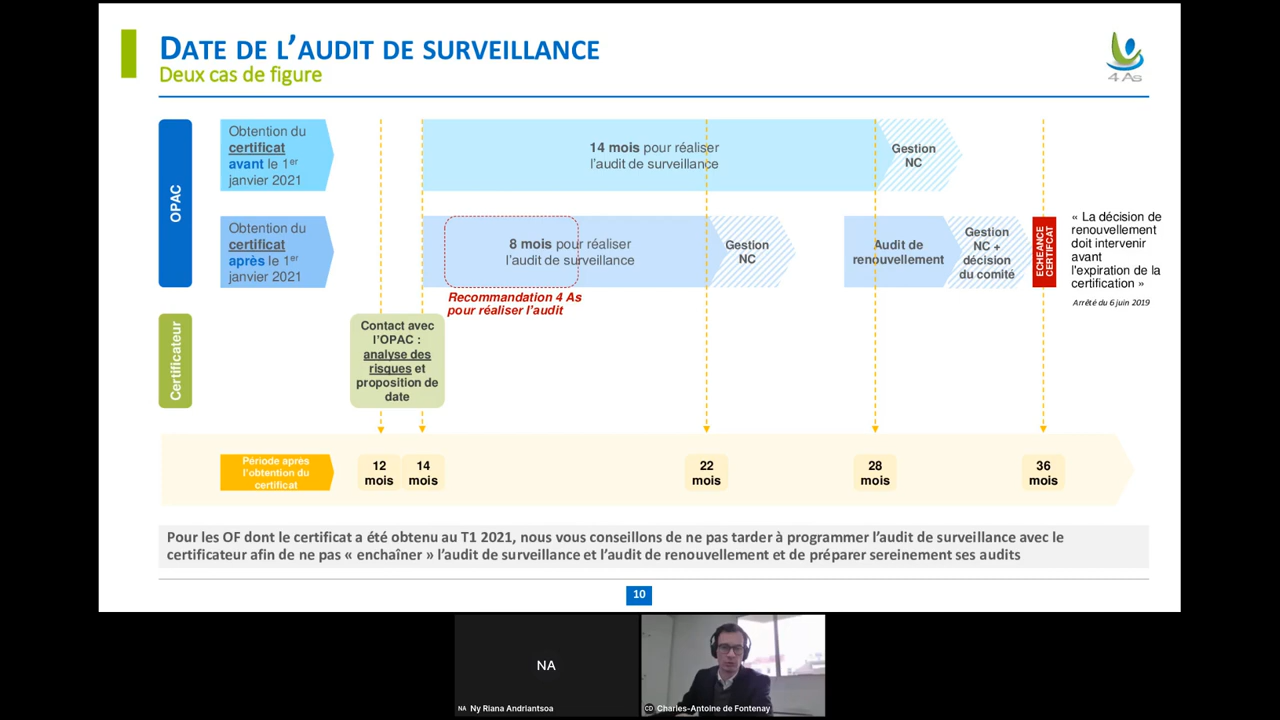 DATE DE L'AUDIT DE SURVEILLANCE
Deux cas de figure
4 As
OPAC
Obtention du
certificat
avant le 1er
janvier 2021
14 mois pour réaliser
l'audit de surveillance
Gestion
NC
Obtention du
certificat
après le 1er
janvier 2021
8 mois pour réaliser
l'audit de surveillance
Gestion
NC
Audit de
renouvellement
Gestion
NC +
décision
du comité
ECHEANCE
CERTIFCAT
« La décision de
renouvellement
doit intervenir
avant
l'expiration de la
certification »
Arrêté du 6 juin 2019
Recommandation 4 As
pour réaliser l'audit
Certificateur
Contact avec
l'OPAC :
analyse des
risques et
proposition de
date
Période après
l'obtention du
certificat
12
mois
14
mois
22
mois
28
mois
36
mois
Pour les OF dont le certificat a été obtenu au T1 2021, nous vous conseillons de ne pas tarder à programmer l'audit de surveillance avec le
certificateur afin de ne pas « enchaîner » l'audit de surveillance et l'audit de renouvellement et de préparer sereinement ses audits
10
NA
NA Ny Riana Andriantsoa
CD Charles-Antoine de Fontenay